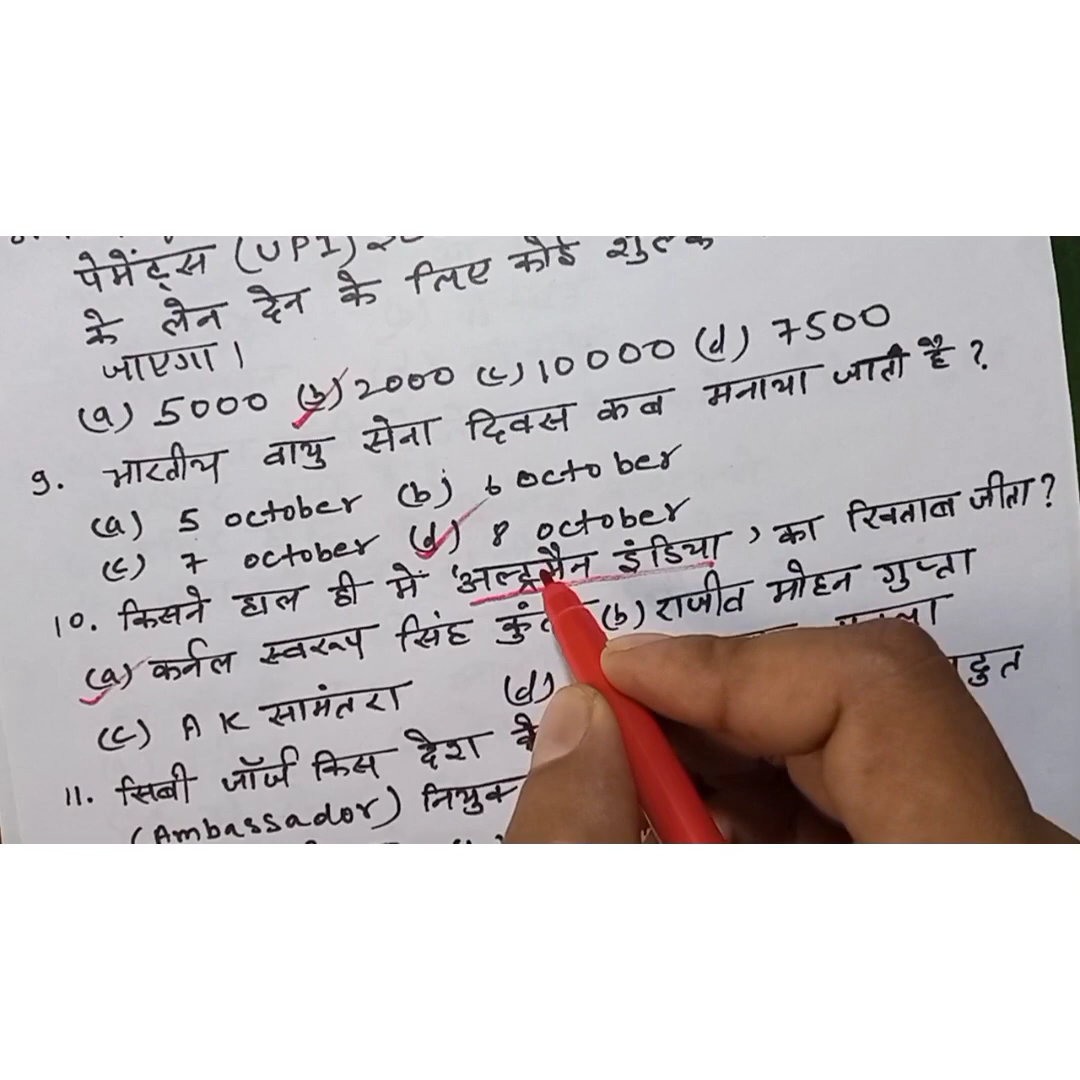 पेमेंट्स (UPI)
के लेन देन के लिए कोई शुल्क
जाएगा।
(a) 5000 (b) 2000 (c) 10000 (d) 7500
9. भारतीय वायु सेना दिवस कब मनाया जाती है ?
(a) 5 october (b) 6 october
(c) 7 october (d) 8 october
10. किसने हाल ही में 'अल्ट्रामैन इंडिया' का खिताब जीता?
(a) कर्नल स्वरूप सिंह (b) राजीव मोहन गुप्ता
(c) A K सामंतरा (d)
11. सिबी जॉर्ज किस देश के
(Ambassador) नियुक्त